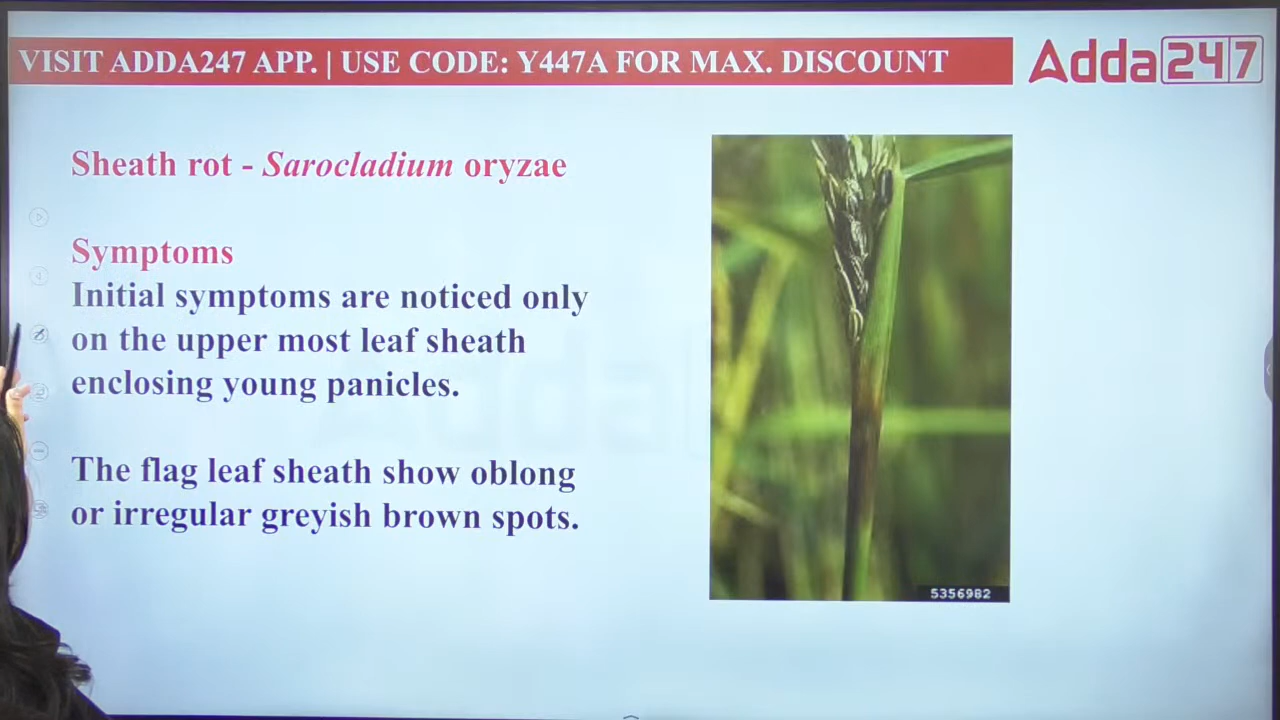 VISIT ADDA247 APP. | USE CODE: Y447A FOR MAX. DISCOUNT
Adda247
Sheath rot - Sarocladium oryzae
Symptoms
Initial symptoms are noticed only
on the upper most leaf sheath
enclosing young panicles.
The flag leaf sheath show oblong
or irregular greyish brown spots.
5356982